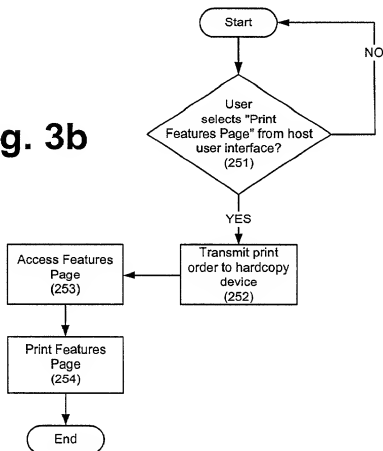 Start
NO
User
selects "Print
Features Page" from host
user interface?
(251)
g. 3b
YES
Transmit print
order to hardcopy
device
(252)
Access Features
Page
(253)
Print Features
Page
(254)
End